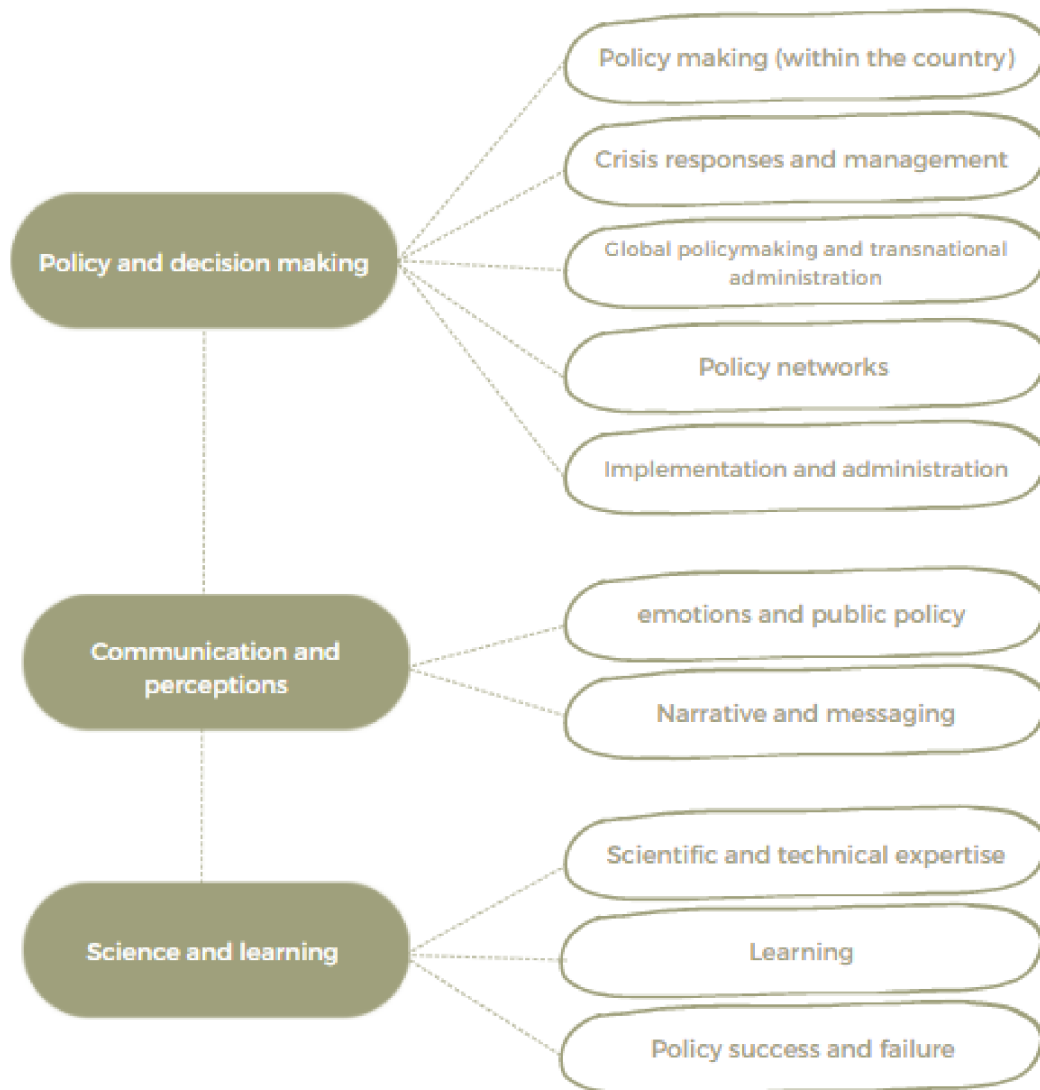 Policy and decision making
Policy making (within the country)
Crisis responses and management
Global policymaking and transnational
administration
Policy networks
Implementation and administration
Communication and
perceptions
emotions and public policy
Narrative and messaging
Science and learning
Scientific and technical expertise
Learning
Policy success and failure